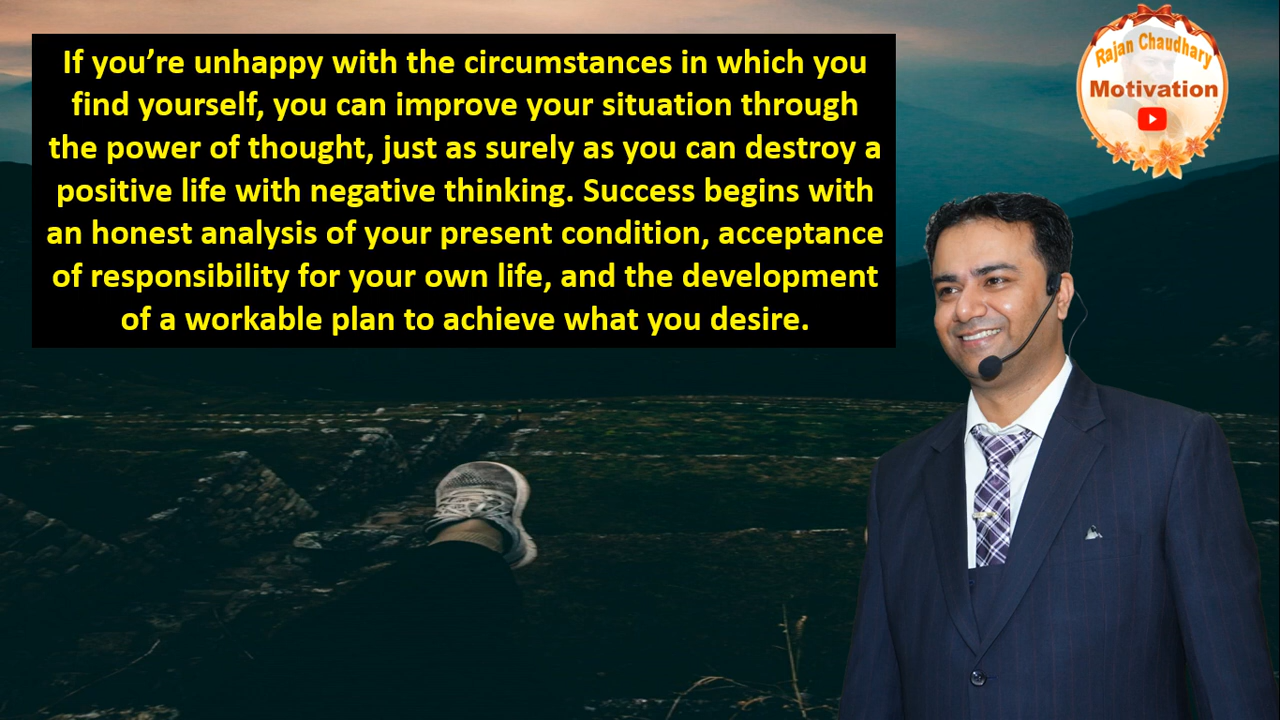 If you’re unhappy with the circumstances in which you
find yourself, you can improve your situation through
the power of thought, just as surely as you can destroy a
positive life with negative thinking. Success begins with
an honest analysis of your present condition, acceptance
of responsibility for your own life, and the development
of a workable plan to achieve what you desire.
Rajan Chaudhary
Motivation